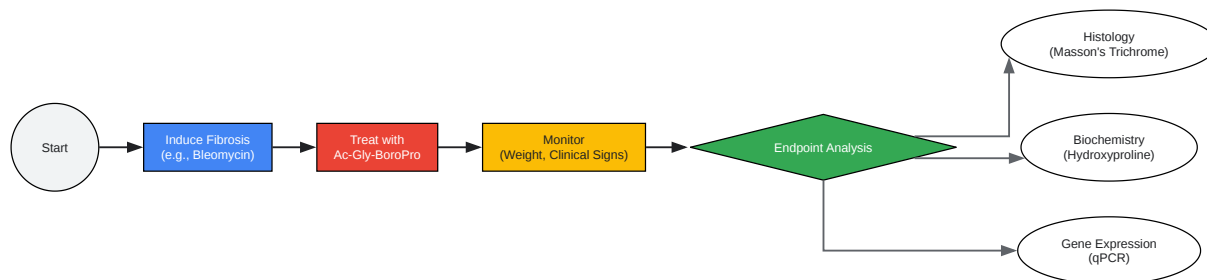 Start
Induce Fibrosis
(e.g., Bleomycin)
Treat with
Ac-Gly-BoroPro
Monitor
(Weight, Clinical Signs)
Endpoint Analysis
Histology
(Masson's Trichrome)
Biochemistry
(Hydroxyproline)
Gene Expression
(qPCR)